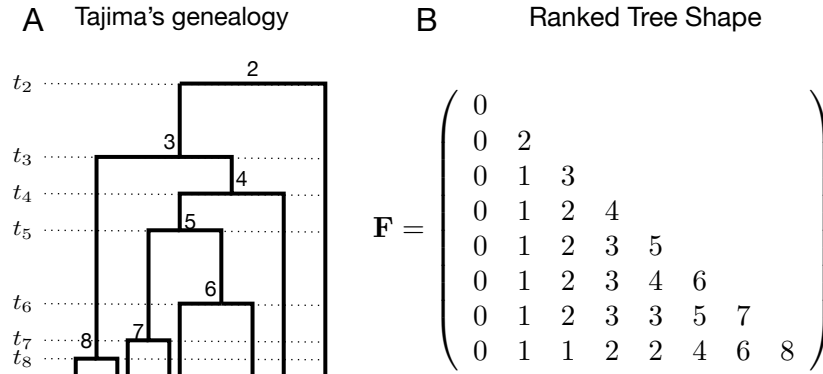 A Tajima's genealogy
B Ranked Tree Shape
t₂
2
t₃
3
t₄
4
t₅
5
t₆
6
t₇
7
t₈
8
F =
0
0 2
0 1 3
0 1 2 4
0 1 2 3 5
0 1 2 3 4 6
0 1 2 3 3 5 7
0 1 1 2 2 4 6 8